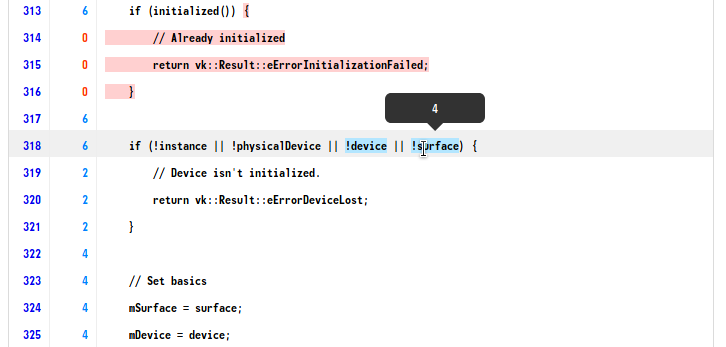 313 6 if (initialized()) {
314 0 // Already initialized
315 0 return vk::Result::eErrorInitializationFailed;
316 0 }
4
317 6
318 6 if (!instance || !physicalDevice || !device || !surface) {
319 2 // Device isn't initialized.
320 2 return vk::Result::eErrorDeviceLost;
321 2 }
322 4
323 4 // Set basics
324 4 mSurface = surface;
325 4 mDevice = device;